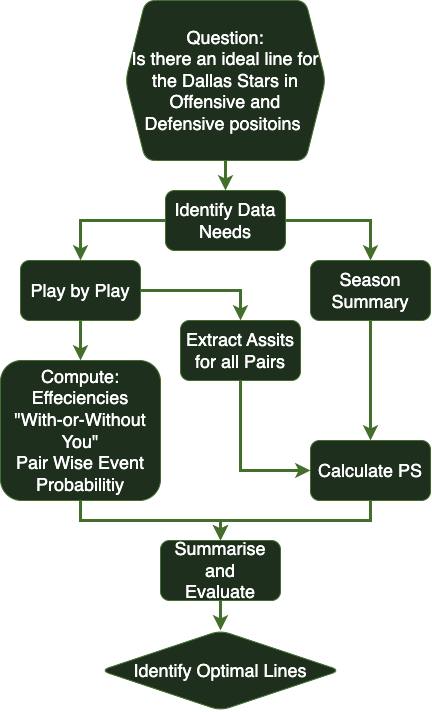 Question:
Is there an ideal line for
the Dallas Stars in
Offensive and
Defensive positoins
Identify Data
Needs
Play by Play
Season
Summary
Extract Assits
for all Pairs
Compute:
Effeciencies
"With-or-Without
You"
Pair Wise Event
Probabilitiy
Calculate PS
Summarise
and
Evaluate
Identify Optimal Lines